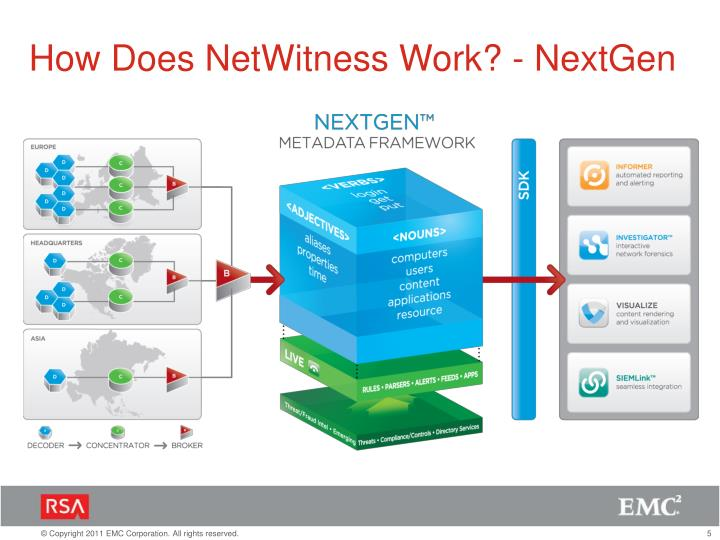 How Does NetWitness Work? - NextGen
NEXTGEN™
METADATA FRAMEWORK
EUROPE
D
D
D
D
D
D
C
C
C
B
HEADQUARTERS
D
D
D
D
C
C
B
ASIA
D
C
B
B
DECODER
CONCENTRATOR
BROKER
<VERBS>
login
get
put
<ADJECTIVES>
aliases
properties
time
<NOUNS>
computers
users
content
applications
resource
LIVE
RULES • PARSERS • ALERTS • FEEDS • APPS
Threat/Fraud Intel • Emerging Threats • Compliance/Controls • Directory Services
SDK
INFORMER
automated reporting
and alerting
INVESTIGATOR™
interactive
network forensics
VISUALIZE
content rendering
and visualization
SIEMLink™
seamless integration
RSA
EMC²
© Copyright 2011 EMC Corporation. All rights reserved.
5